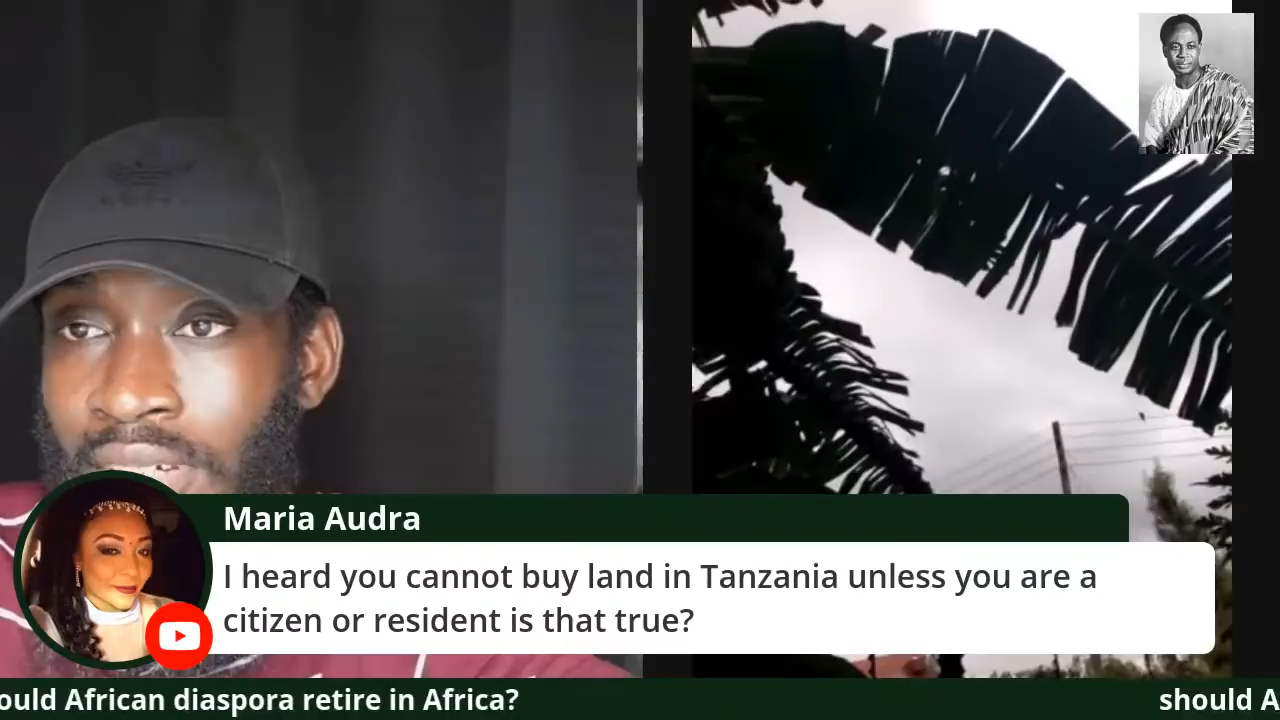 Maria Audra
I heard you cannot buy land in Tanzania unless you are a
citizen or resident is that true?
ould African diaspora retire in Africa?
should A